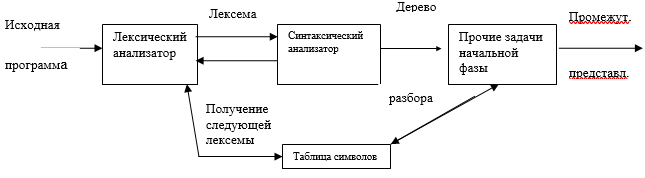 Исходная
программа
Лексический
анализатор
Лексема
Синтаксический
анализатор
Дерево
разбора
Прочие задачи
начальной
фазы
Промежут.
представл.
Получение
следующей
лексемы
Таблица символов